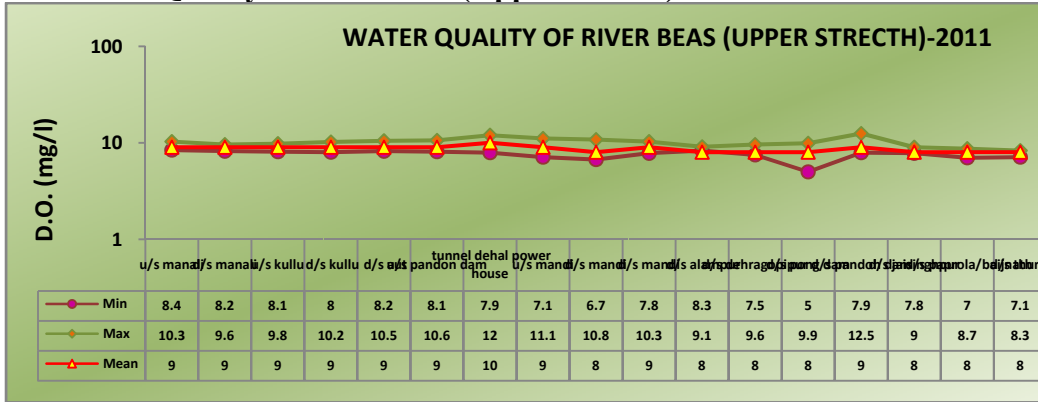 100
WATER QUALITY OF RIVER BEAS (UPPER STRECTH)-2011
10
D.O. (mg/l)
1
u/s manali d/s manali u/s kullu d/s kullu d/s aut u/s pandon dam tunnel dehal power house u/s mandi d/s mandi d/s mandi
Min 8.4 8.2 8.1 8 8.2 8.1 7.9 7.1 6.7 7.8 8.3 7.5 5 7.9 7.8 7 7.1
Max 10.3 9.6 9.8 10.2 10.5 10.6 12 11.1 10.8 10.3 9.1 9.6 9.9 12.5 9 8.7 8.3
Mean 9 9 9 9 9 9 10 9 8 9 8 8 8 9 8 8 8